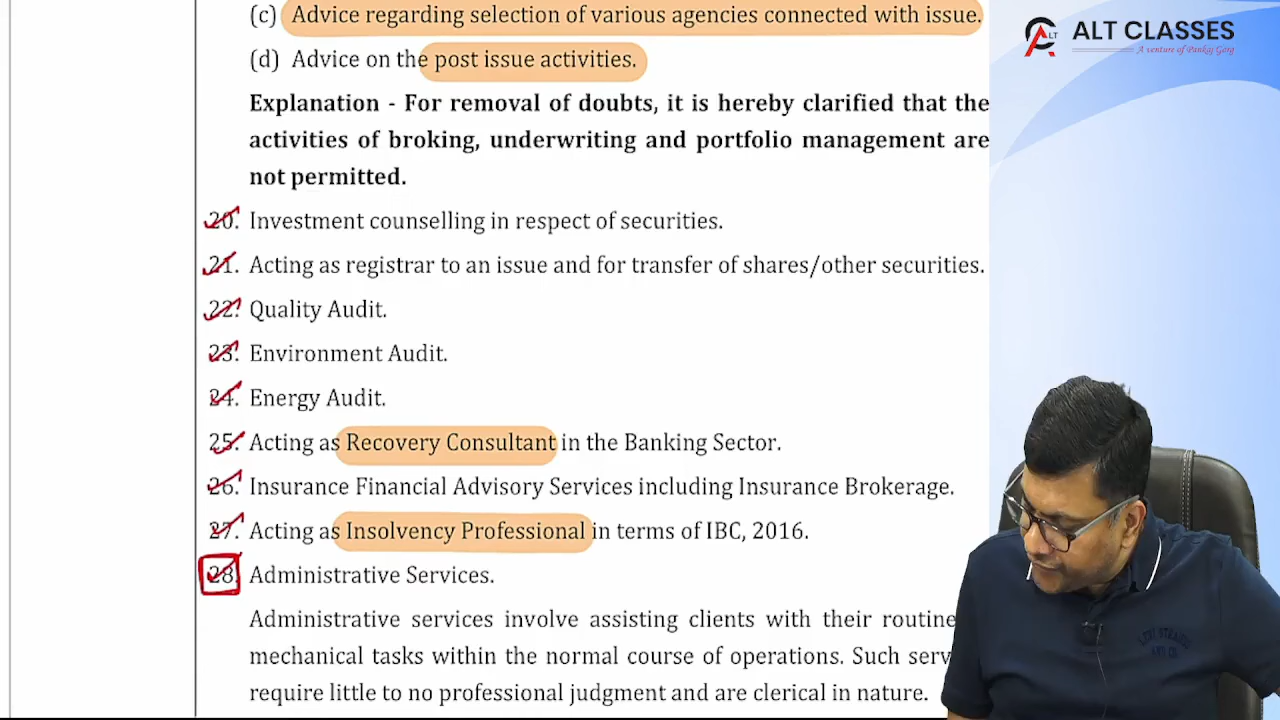 (c) Advice regarding selection of various agencies connected with issue.
(d) Advice on the post issue activities.
Explanation - For removal of doubts, it is hereby clarified that the
activities of broking, underwriting and portfolio management are
not permitted.
20. Investment counselling in respect of securities.
21. Acting as registrar to an issue and for transfer of shares/other securities.
22. Quality Audit.
23. Environment Audit.
24. Energy Audit.
25. Acting as Recovery Consultant in the Banking Sector.
26. Insurance Financial Advisory Services including Insurance Brokerage.
27. Acting as Insolvency Professional in terms of IBC, 2016.
28. Administrative Services.
Administrative services involve assisting clients with their routine
mechanical tasks within the normal course of operations. Such
require little to no professional judgment and are clerical in nature.
ALT
ALT CLASSES
A venture of Pankaj Garg